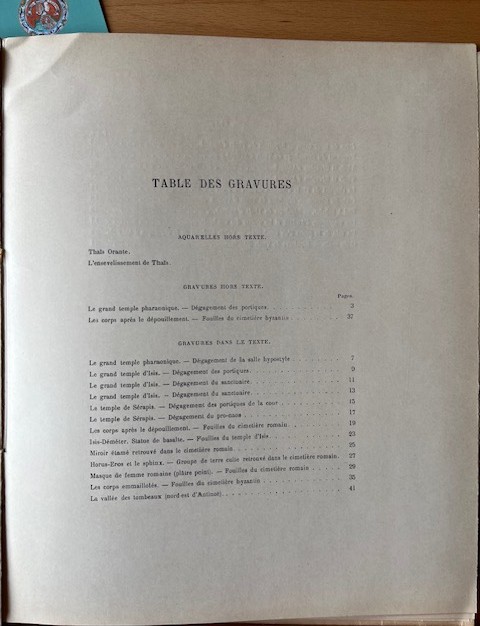 TABLE DES GRAVURES
AQUARELLES HORS TEXTE.
Thaïs Orante.
L'ensevelissement de Thaïs.
GRAVURES HORS TEXTE.
Pages.
Le grand temple pharaonique. — Dégagement des portiques. 3
Les corps après le dépouillement. — Fouilles du cimetière byzantin 37
GRAVURES DANS LE TEXTE.
Le grand temple pharaonique. — Dégagement de la salle hypostyle 7
Le grand temple d'Isis. — Dégagement des portiques. 9
Le grand temple d'Isis. — Dégagement du sanctuaire. 11
Le grand temple d'Isis. — Dégagement du sanctuaire. 13
Le temple de Sérapis. — Dégagement des portiques de la cour 15
Le temple de Sérapis. — Dégagement du pro-naos 17
Les corps après le dépouillement. — Fouilles du cimetière romain. 19
Isis-Déméter. Statue de basalte. — Fouilles du temple d'Isis 23
Miroir étamé retrouvé dans le cimetière romain. 25
Horus-Eros et le sphinx. — Groupe de terre cuite retrouvé dans le cimetière romain. 27
Masque de femme romaine (plâtre peint). — Fouilles du cimetière romain 29
Les corps emmaillotés. — Fouilles du cimetière byzantin 35
La vallée des tombeaux (nord-est d'Antinoë). 41